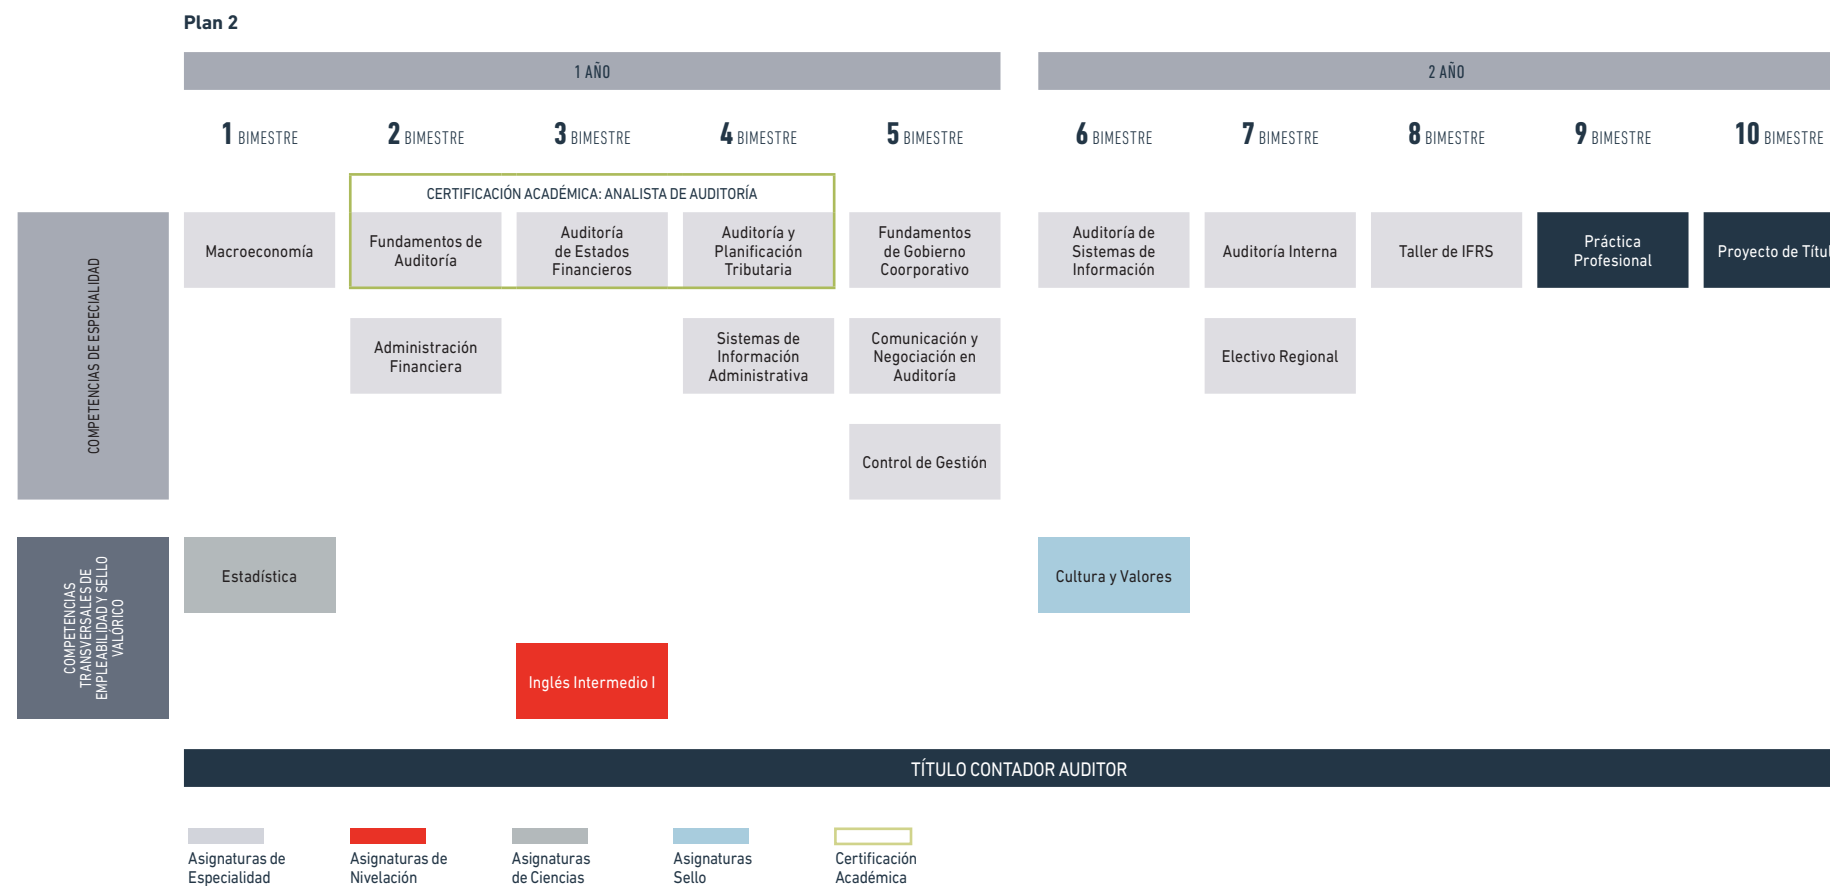 Plan 2
1 AÑO
2 AÑO
1 BIMESTRE
2 BIMESTRE
3 BIMESTRE
4 BIMESTRE
5 BIMESTRE
6 BIMESTRE
7 BIMESTRE
8 BIMESTRE
9 BIMESTRE
10 BIMESTRE
CERTIFICACIÓN ACADÉMICA: ANALISTA DE AUDITORÍA
COMPETENCIAS DE ESPECIALIDAD
Macroeconomía
Fundamentos de
Auditoría
Auditoría
de Estados
Financieros
Auditoría y
Planificación
Tributaria
Fundamentos
de Gobierno
Coorporativo
Auditoría de
Sistemas de
Información
Auditoría Interna
Taller de IFRS
Práctica
Profesional
Proyecto de Títul
Administración
Financiera
Sistemas de
Información
Administrativa
Comunicación y
Negociación en
Auditoría
Electivo Regional
Control de Gestión
COMPETENCIAS
TRANSVERSALES DE
EMPLEABILIDAD Y SELLO
VALÓRICO
Estadística
Cultura y Valores
Inglés Intermedio I
TÍTULO CONTADOR AUDITOR
Asignaturas de
Especialidad
Asignaturas de
Nivelación
Asignaturas
de Ciencias
Asignaturas
Sello
Certificación
Académica